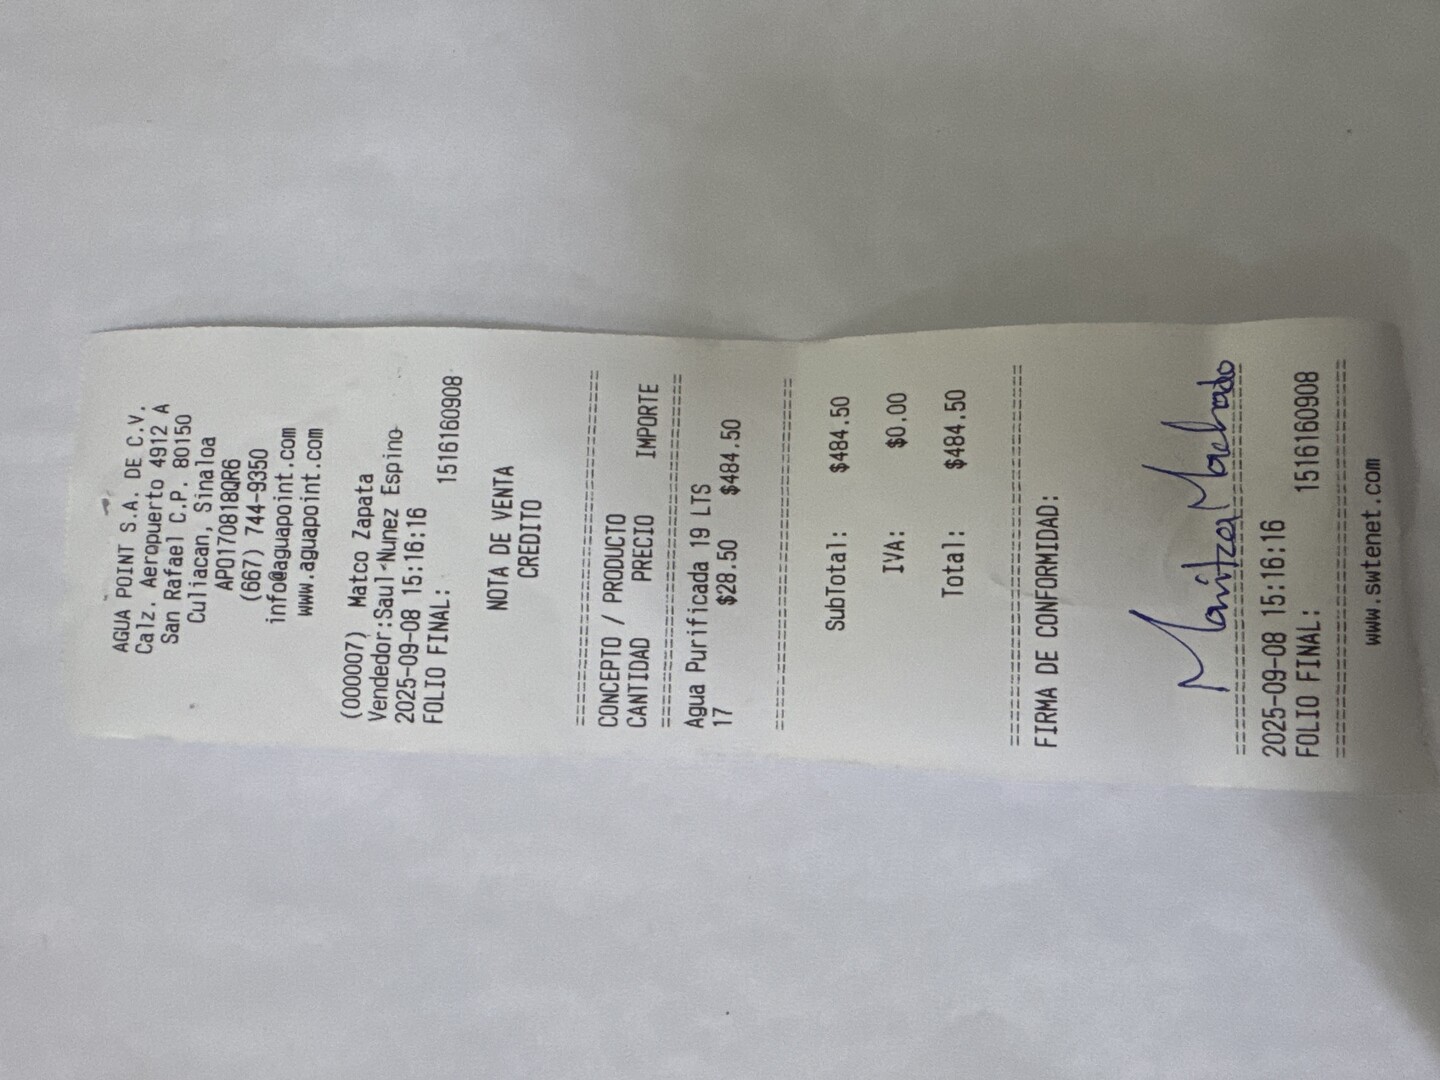 AGUA POINT S.A. DE C.V.
Calz. Aeropuerto 4912 A
San Rafael C.P. 80150
Culiacan, Sinaloa
APO170818QR6
(667) 744-9350
info@aguapoint.com
www.aguapoint.com
(000007) Matco Zapata
Vendedor:Saul Nunez Espino
2025-09-08 15:16:16
FOLIO FINAL: 1516160908
NOTA DE VENTA
CREDITO
==============================
CONCEPTO / PRODUCTO
CANTIDAD PRECIO IMPORTE
==============================
Agua Purificada 19 LTS
17 $28.50 $484.50
==============================
SubTotal: $484.50
IVA: $0.00
Total: $484.50
==============================
FIRMA DE CONFORMIDAD:
Maritza Machado
==============================
2025-09-08 15:16:16
FOLIO FINAL: 1516160908
==============================
www.swtenet.com